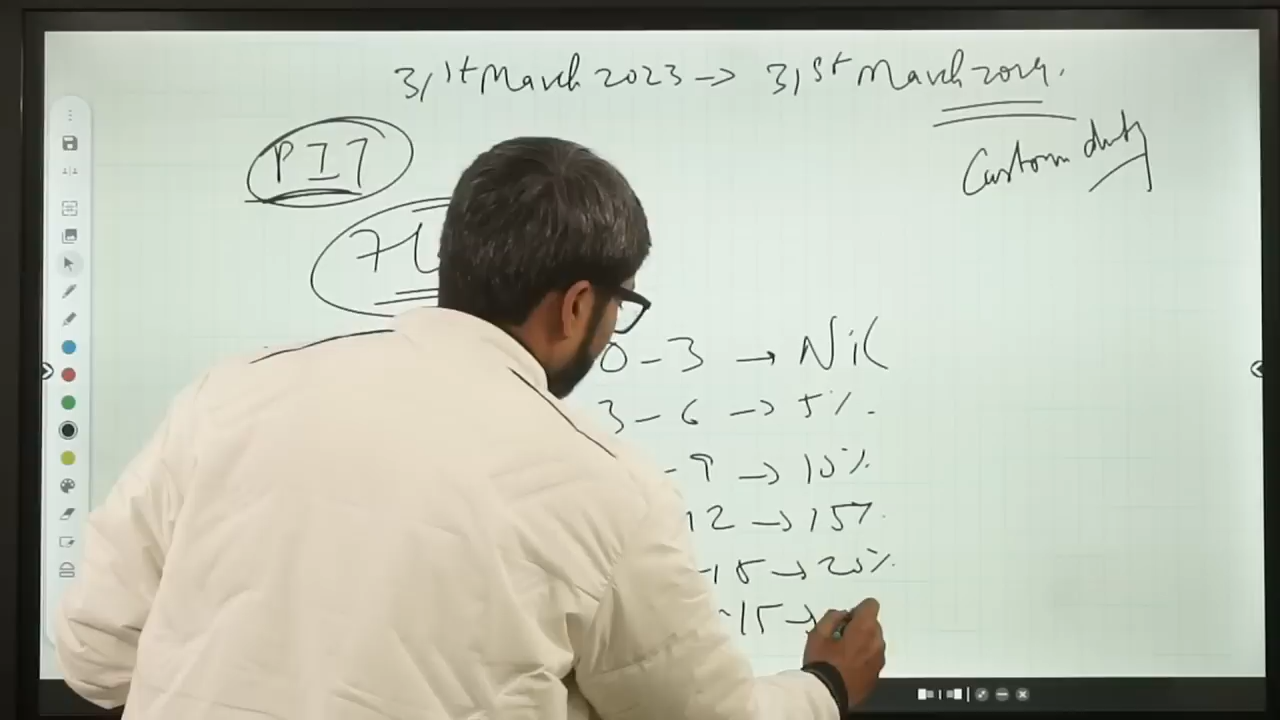 31st March 2023 → 31st March 2024.
Custom duty
PIT
0-3 → Nil
3-6 → 5%.
-9 → 10%
12 → 15%
-15 → 20%
15 →